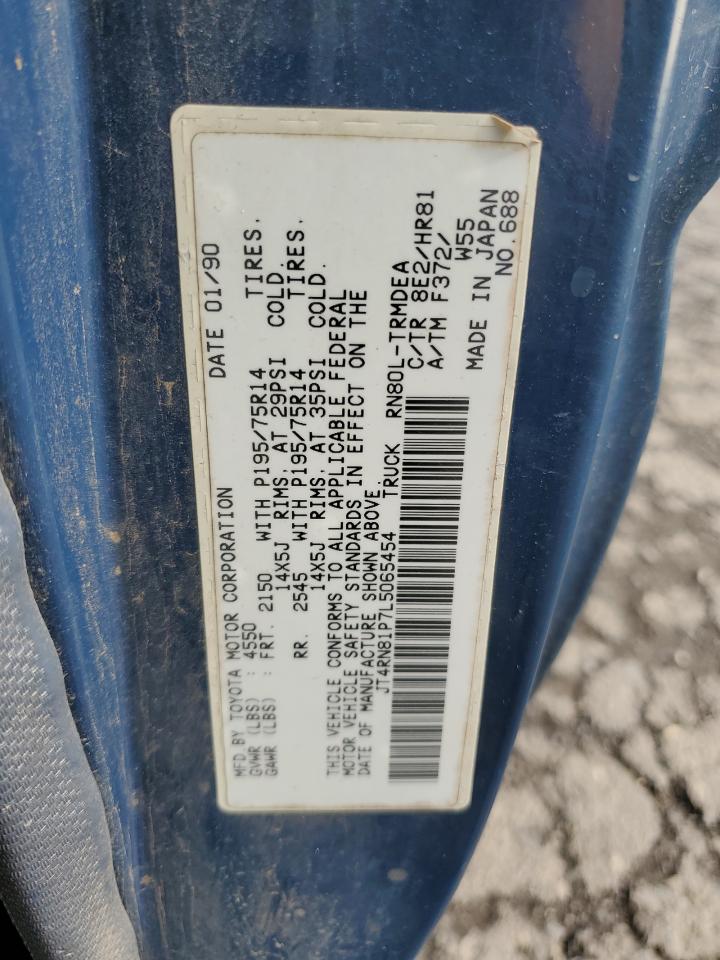 MFD BY TOYOTA MOTOR CORPORATION DATE 01/90
GVWR (LBS) : 4550
GAWR (LBS) : FRT. 2150 WITH P195/75R14 TIRES.
14X5J RIMS, AT 29PSI COLD.
RR. 2545 WITH P195/75R14 TIRES.
14X5J RIMS, AT 35PSI COLD.
THIS VEHICLE CONFORMS TO ALL APPLICABLE FEDERAL
MOTOR VEHICLE SAFETY STANDARDS IN EFFECT ON THE
DATE OF MANUFACTURE SHOWN ABOVE.
JT4RN81P7L5065454 TRUCK RN80L-TRMDEA
C/TR 8E2/HR81
A/TM F372/
W55
MADE IN JAPAN
NO.688